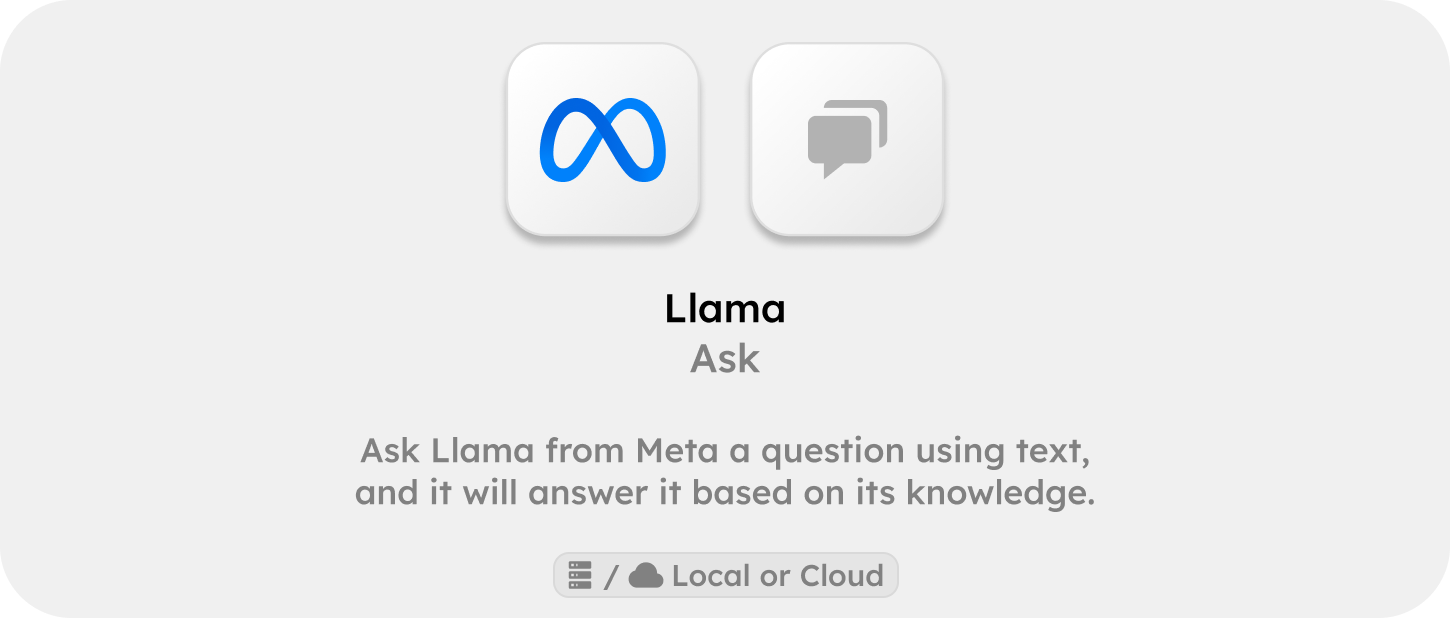 Llama
Ask
Ask Llama from Meta a question using text,
and it will answer it based on its knowledge.
/ Local or Cloud